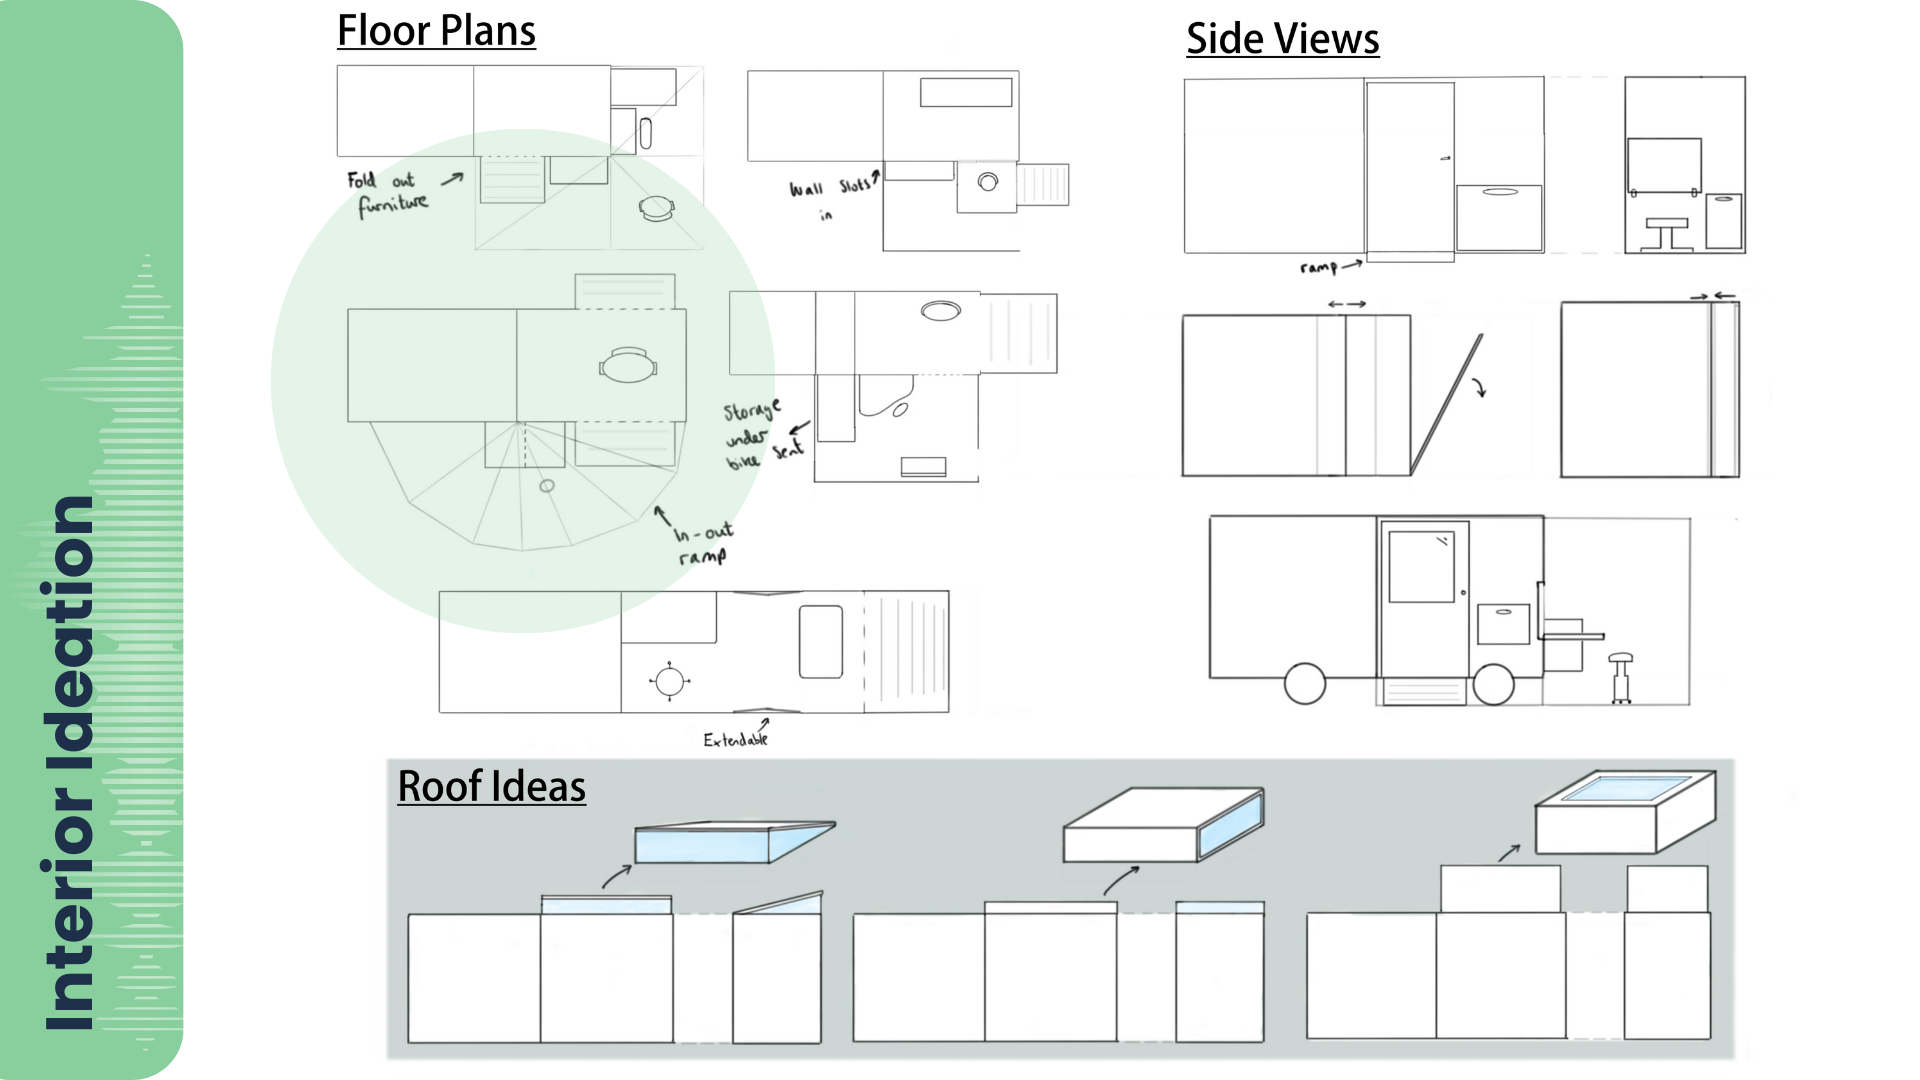 Interior Ideation
Floor Plans
Fold out
furniture
Wall Slots
in
Storage
under
bike seat
In-out
ramp
Extendable
Side Views
ramp
Roof Ideas